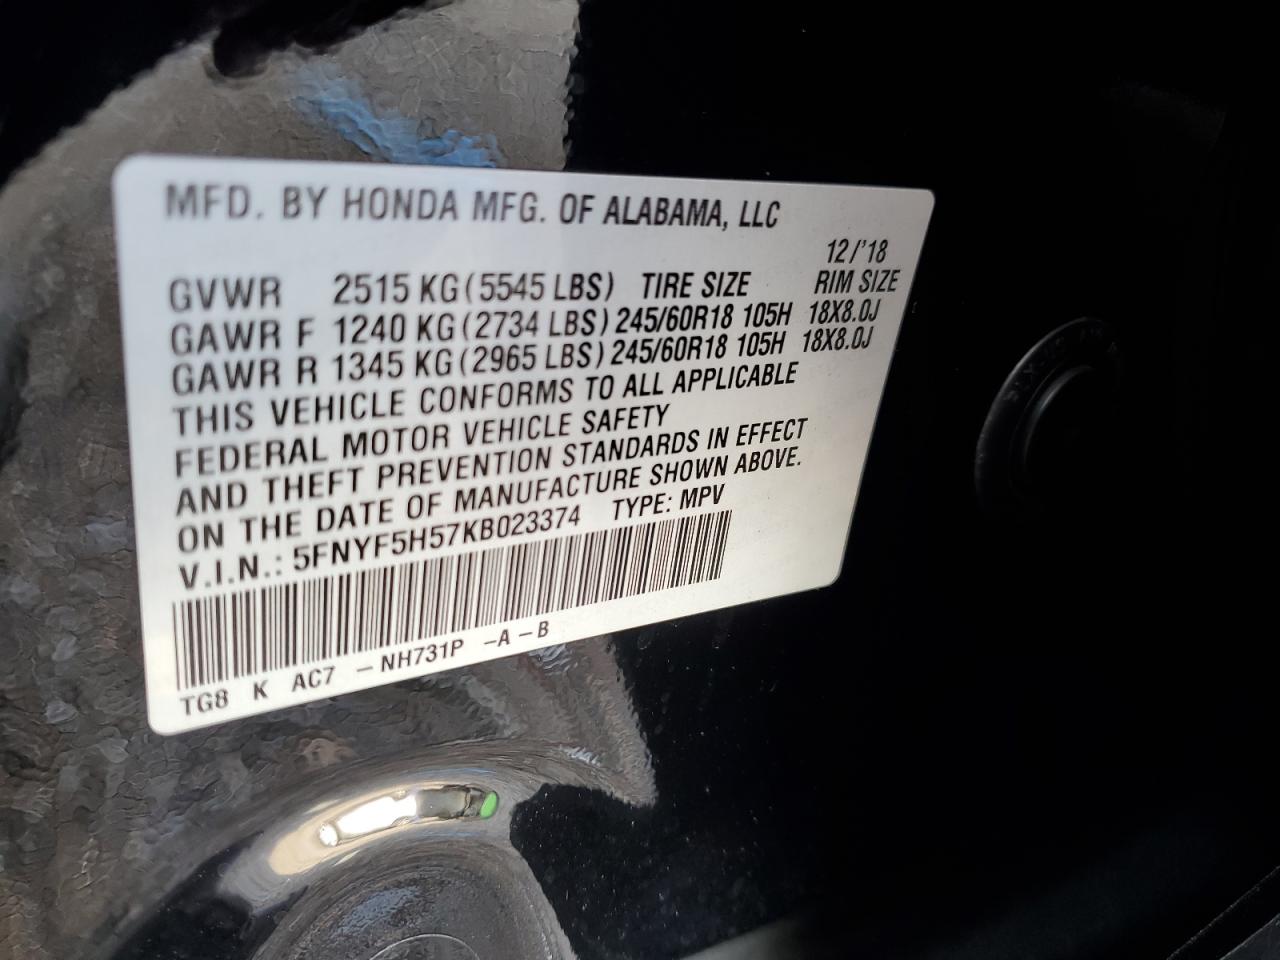 MFD. BY HONDA MFG. OF ALABAMA, LLC
12/'18
GVWR 2515 KG (5545 LBS) TIRE SIZE RIM SIZE
GAWR F 1240 KG (2734 LBS) 245/60R18 105H 18X8.0J
GAWR R 1345 KG (2965 LBS) 245/60R18 105H 18X8.0J
THIS VEHICLE CONFORMS TO ALL APPLICABLE
FEDERAL MOTOR VEHICLE SAFETY
AND THEFT PREVENTION STANDARDS IN EFFECT
ON THE DATE OF MANUFACTURE SHOWN ABOVE.
V.I.N.: 5FNYF5H57KB023374 TYPE: MPV
TG8 K AC7 -NH731P -A-B